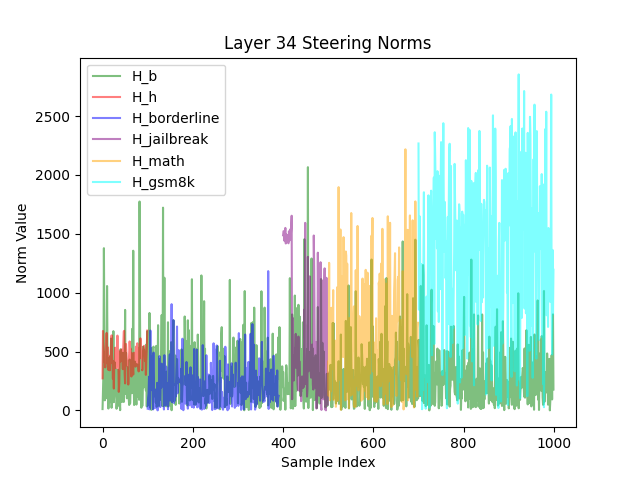 Layer 34 Steering Norms
H_b
H_h
H_borderline
H_jailbreak
H_math
H_gsm8k
Norm Value
2500
2000
1500
1000
500
0
0
200
400
600
800
1000
Sample Index